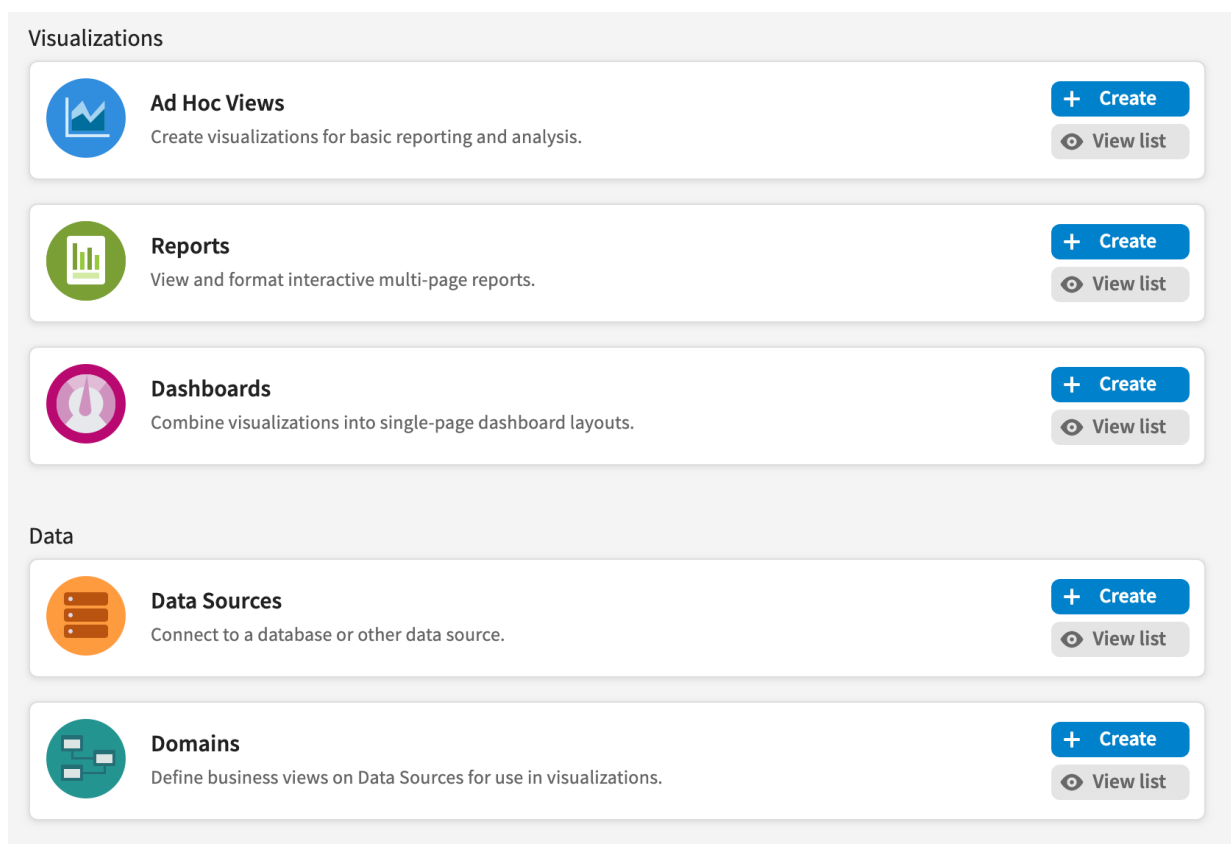 Visualizations
Ad Hoc Views
Create visualizations for basic reporting and analysis.
Create
View list
Reports
View and format interactive multi-page reports.
Create
View list
Dashboards
Combine visualizations into single-page dashboard layouts.
Create
View list
Data
Data Sources
Connect to a database or other data source.
Create
View list
Domains
Define business views on Data Sources for use in visualizations.
Create
View list